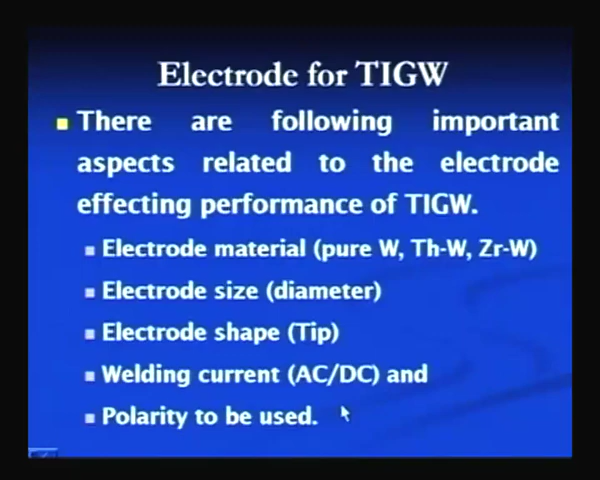 Electrode for TIGW
There are following important
aspects related to the electrode
effecting performance of TIGW.
Electrode material (pure W, Th-W, Zr-W)
Electrode size (diameter)
Electrode shape (Tip)
Welding current (AC/DC) and
Polarity to be used.